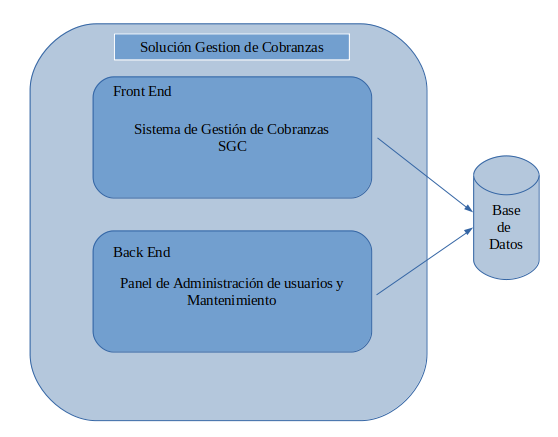 Solución Gestion de Cobranzas
Front End
Sistema de Gestión de Cobranzas
SGC
Back End
Panel de Administración de usuarios y
Mantenimiento
Base
de
Datos